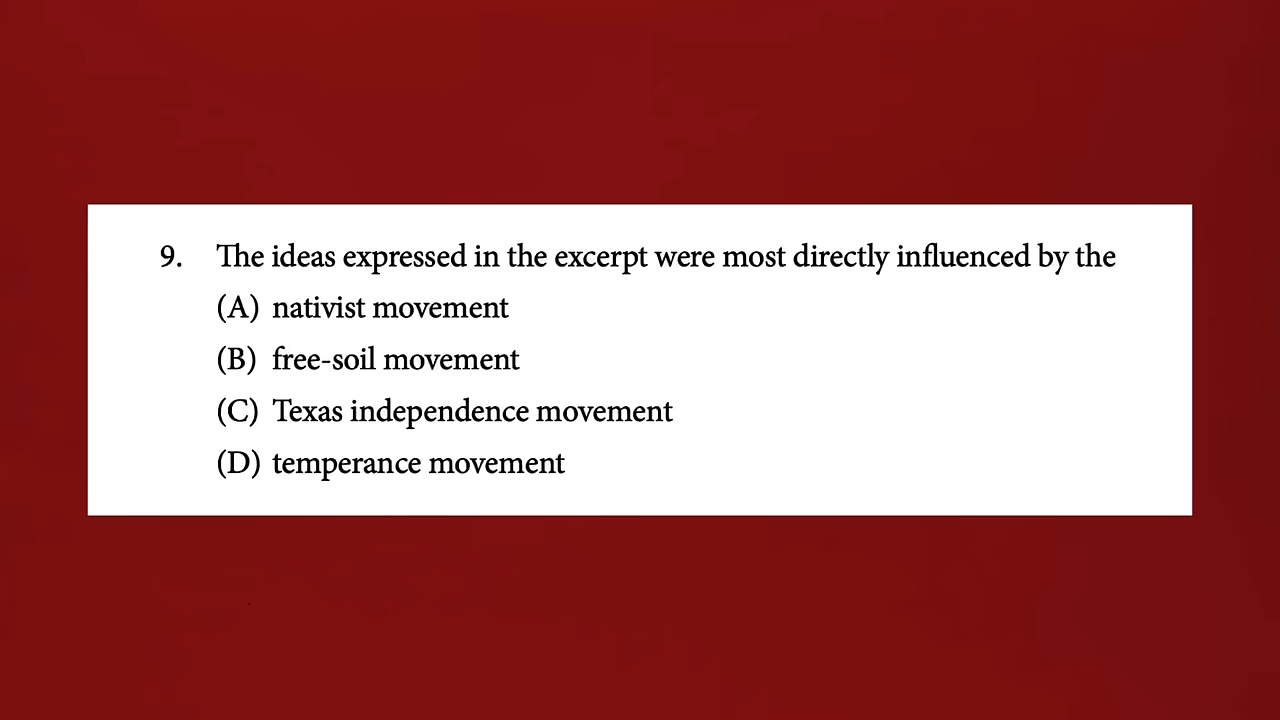 9. The ideas expressed in the excerpt were most directly influenced by the
(A) nativist movement
(B) free-soil movement
(C) Texas independence movement
(D) temperance movement